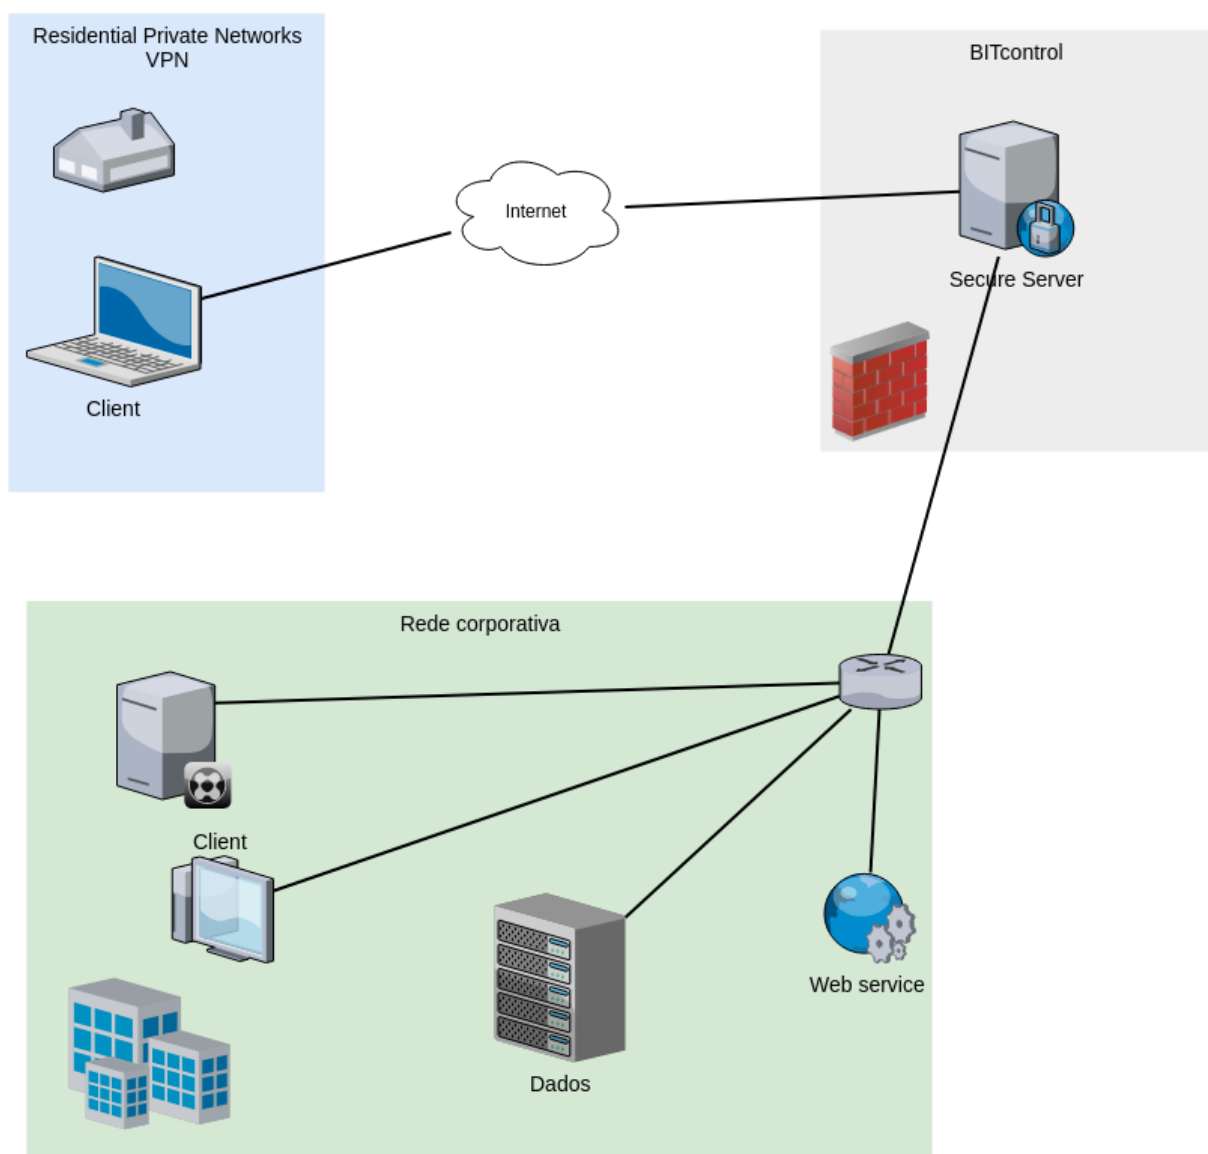 Residential Private Networks
VPN
BITcontrol
Internet
Secure Server
Client
Rede corporativa
Client
Web service
Dados